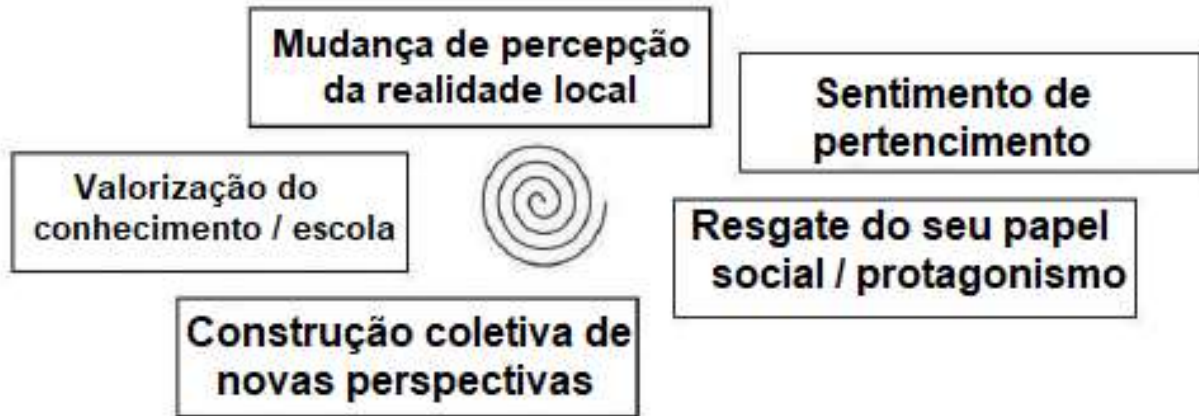 Mudança de percepção
da realidade local
Sentimento de
pertencimento
Valorização do
conhecimento / escola
Resgate do seu papel
social / protagonismo
Construção coletiva de
novas perspectivas